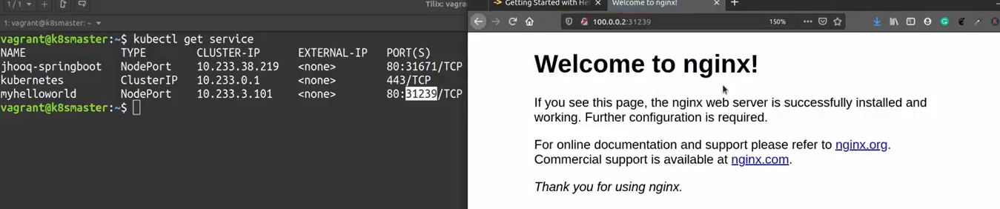 1 / 1
Tilix: vagrar
1: vagrant@k8smaster: ~
vagrant@k8smaster:~$ kubectl get service
NAME TYPE CLUSTER-IP EXTERNAL-IP PORT(S)
jhooq-springboot NodePort 10.233.38.219 <none> 80:31671/TCP
kubernetes ClusterIP 10.233.0.1 <none> 443/TCP
myhelloworld NodePort 10.233.3.101 <none> 80:31239/TCP
vagrant@k8smaster:~$
Getting Started with Hel
Welcome to nginx!
100.0.0.2:31239
150%
Welcome to nginx!
If you see this page, the nginx web server is successfully installed and
working. Further configuration is required.
For online documentation and support please refer to nginx.org.
Commercial support is available at nginx.com.
Thank you for using nginx.